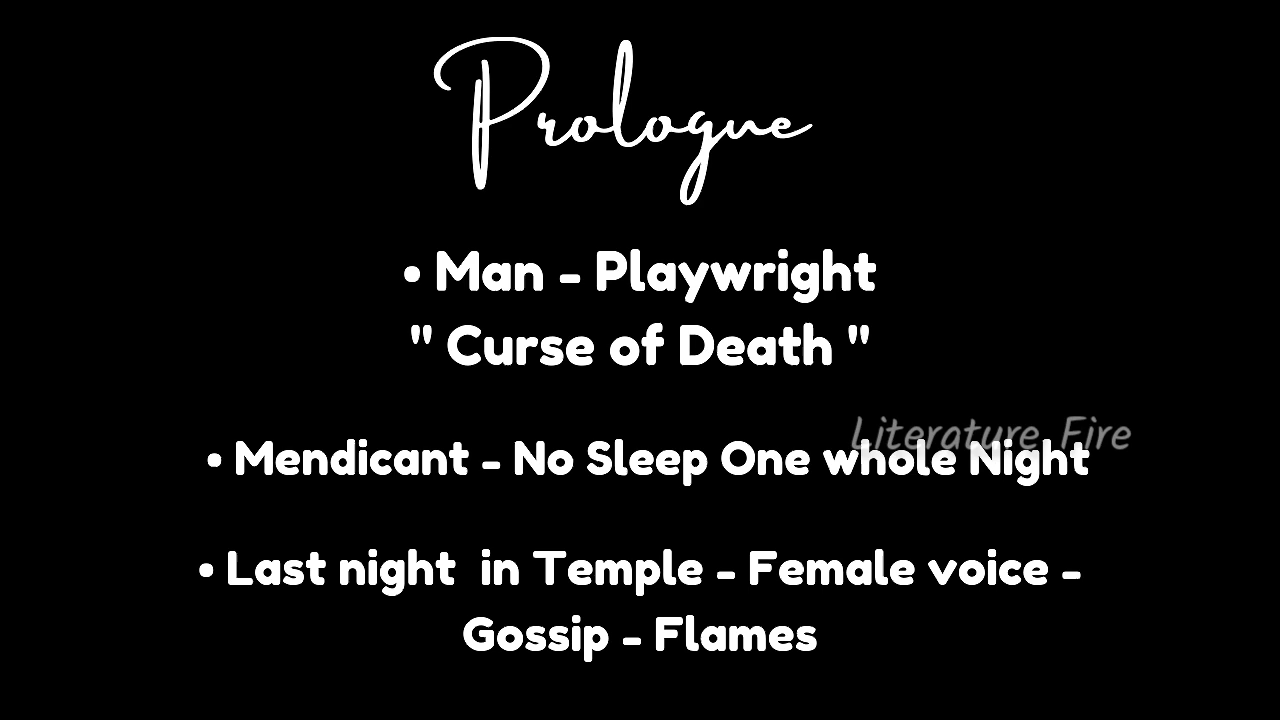 Prologue
• Man - Playwright
" Curse of Death "
Literature Fire
• Mendicant - No Sleep One whole Night
• Last night in Temple - Female voice -
Gossip - Flames